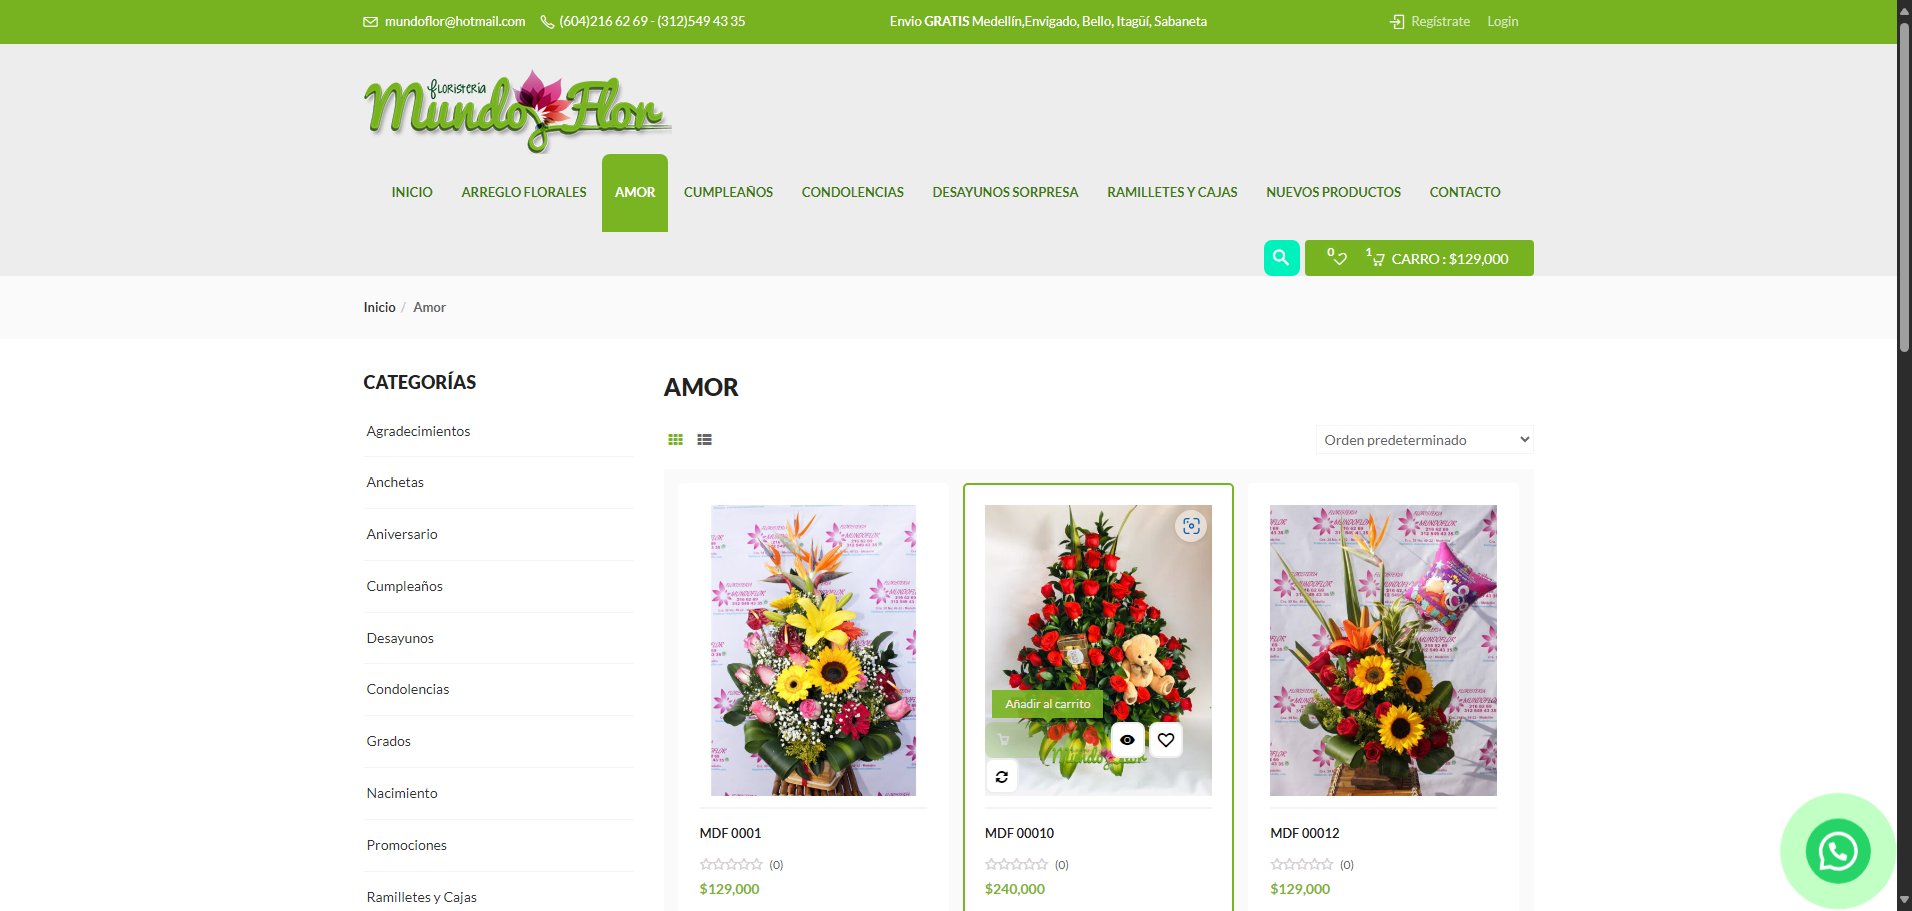 mundoflor@hotmail.com (604)216 62 69 - (312)549 43 35 Envio GRATIS Medellín,Envigado, Bello, Itagüí, Sabaneta Regístrate Login
FLORISTERIA
Mundo Flor
INICIO ARREGLO FLORALES AMOR CUMPLEAÑOS CONDOLENCIAS DESAYUNOS SORPRESA RAMILLETES Y CAJAS NUEVOS PRODUCTOS CONTACTO
0 1 CARRO : $129,000
Inicio / Amor
CATEGORÍAS
Agradecimientos
Anchetas
Aniversario
Cumpleaños
Desayunos
Condolencias
Grados
Nacimiento
Promociones
Ramilletes y Cajas
AMOR
Orden predeterminado
Añadir al carrito
Mundo Flor
MDF 0001 MDF 00010 MDF 00012
(0) (0) (0)
$129,000 $240,000 $129,000